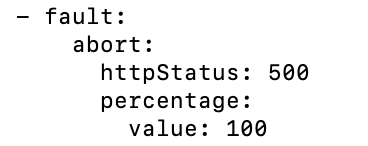 - fault:
    abort:
      httpStatus: 500
      percentage:
        value: 100